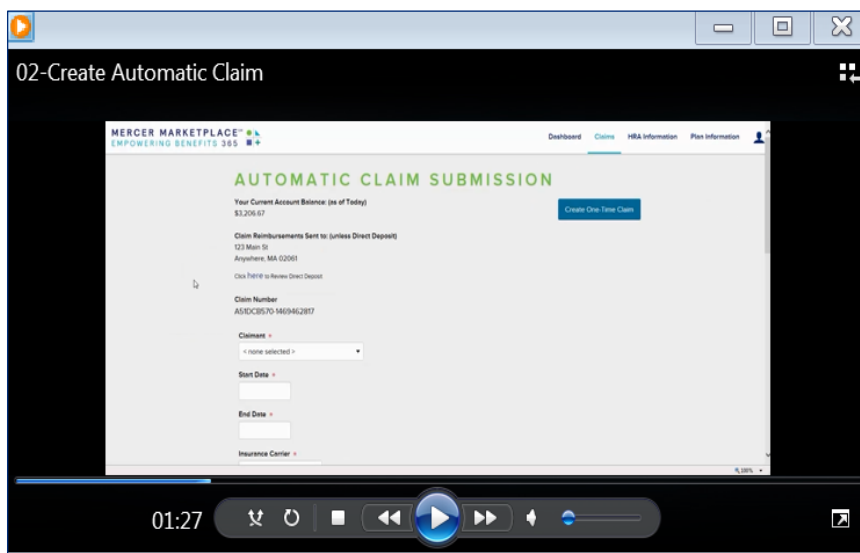 02-Create Automatic Claim
MERCER MARKETPLACE℠
EMPOWERING BENEFITS 365
Dashboard Claims HRA Information Plan Information
AUTOMATIC CLAIM SUBMISSION
Your Current Account Balance: (as of Today)
$3,206.67
Create One-Time Claim
Claim Reimbursements Sent to: (unless Direct Deposit)
123 Main St
Anywhere, MA 02061
Click here to Review Direct Deposit
Claim Number
A51DCB570-1469462817
Claimant *
< none selected >
Start Date *
End Date *
Insurance Carrier *
100%
01:27